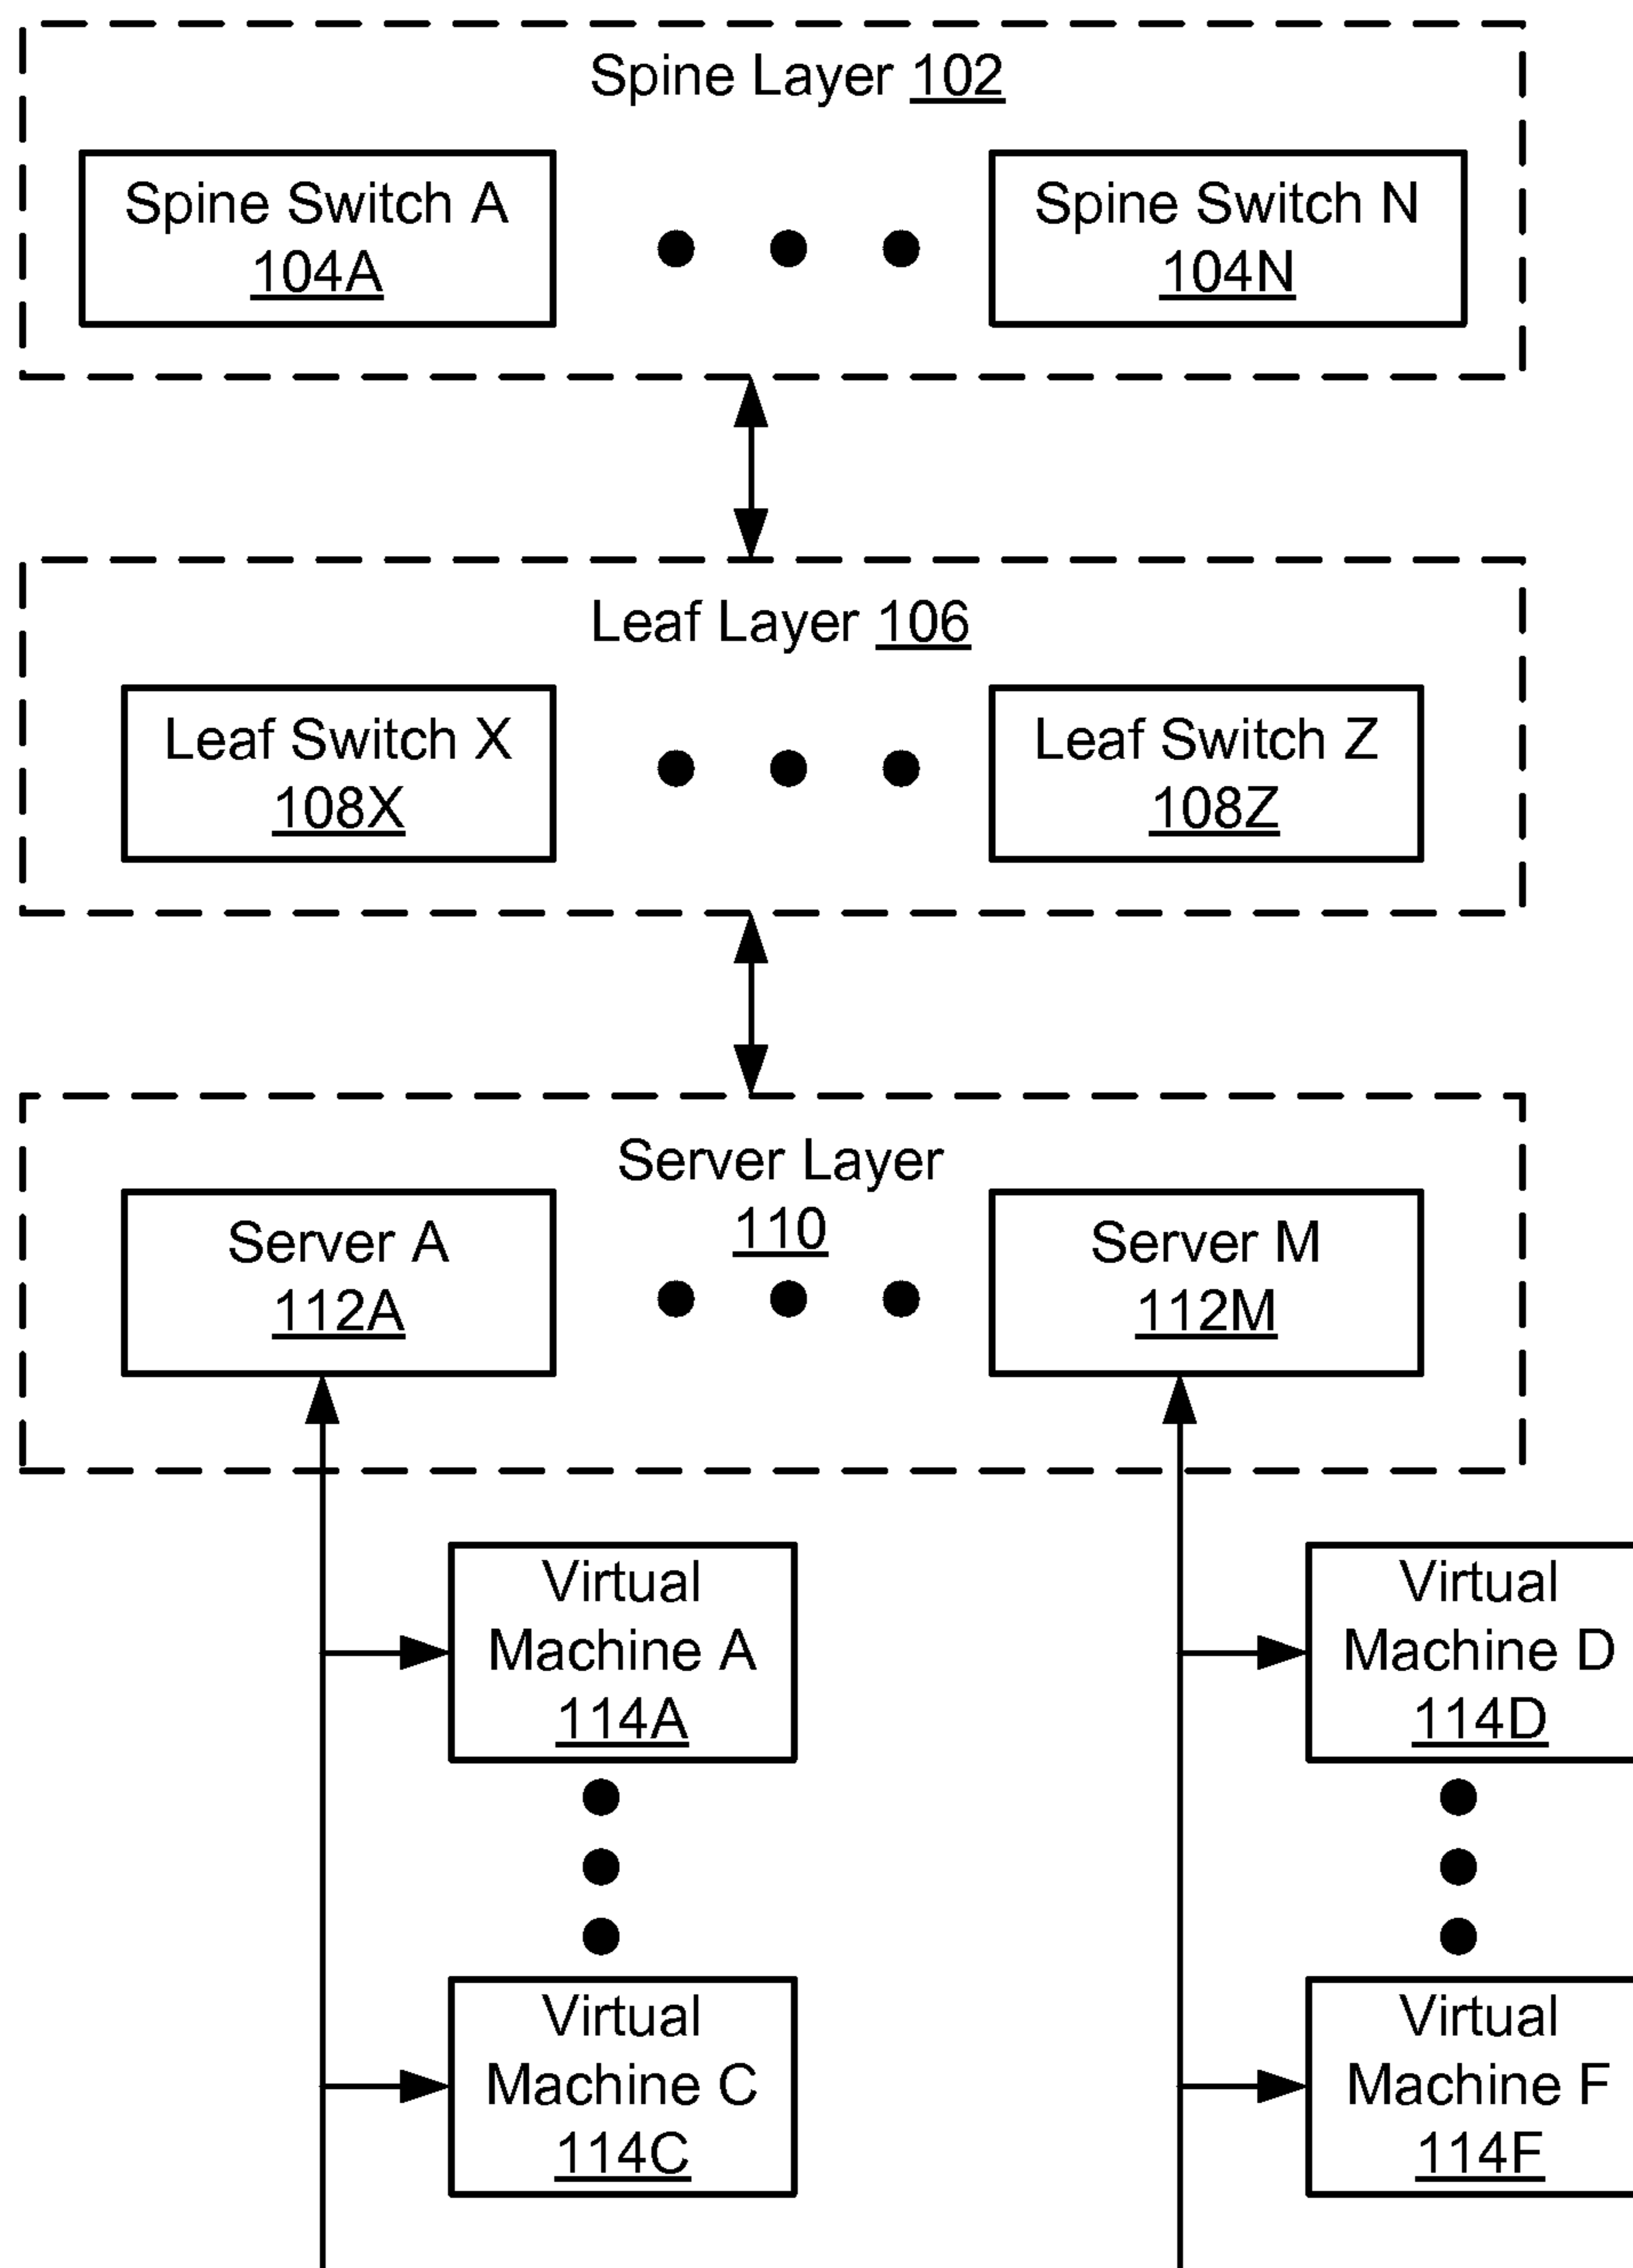 Spine Layer 102
Spine Switch A
104A
Spine Switch N
104N
Leaf Layer 106
Leaf Switch X
108X
Leaf Switch Z
108Z
Server Layer
110
Server A
112A
Server M
112M
Virtual
Machine A
114A
Virtual
Machine D
114D
Virtual
Machine C
114C
Virtual
Machine F
114F